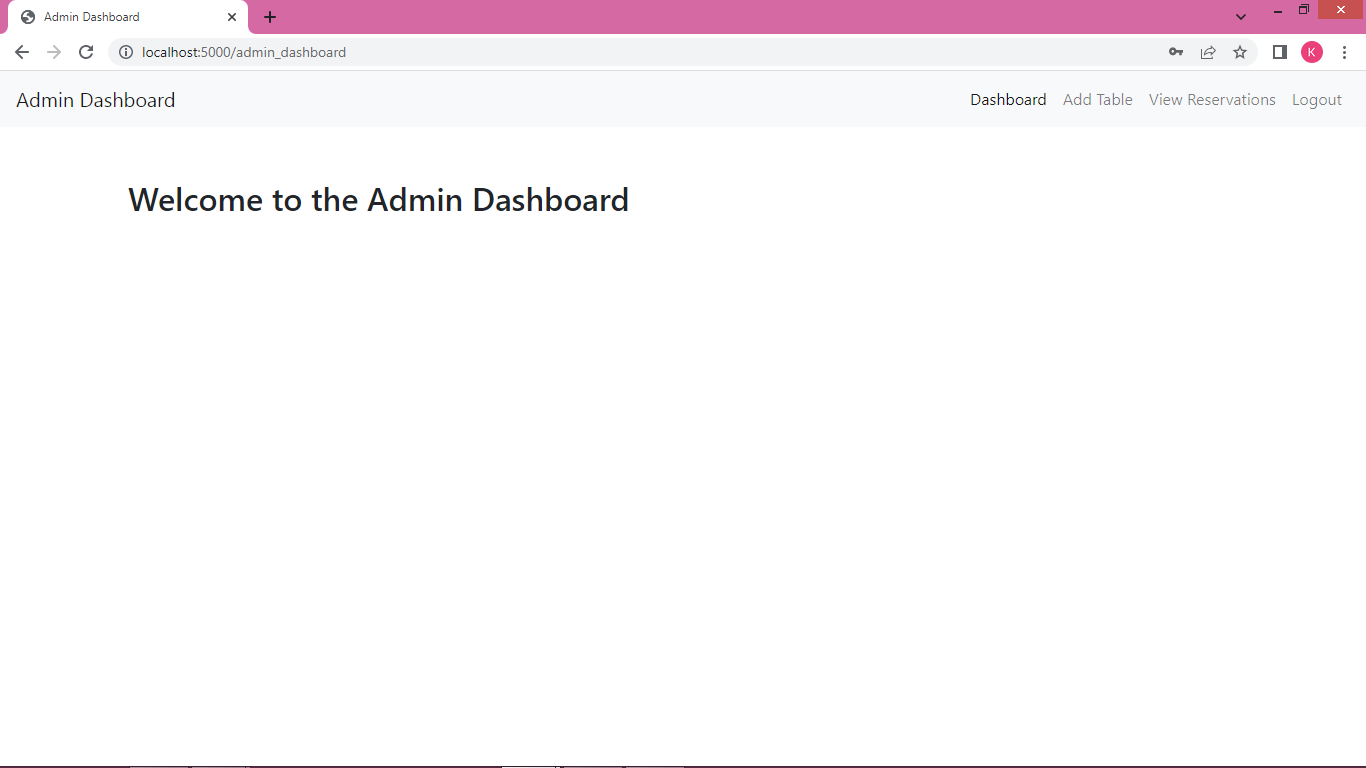 Admin Dashboard
localhost:5000/admin_dashboard
K
Admin Dashboard
Dashboard
Add Table
View Reservations
Logout
Welcome to the Admin Dashboard